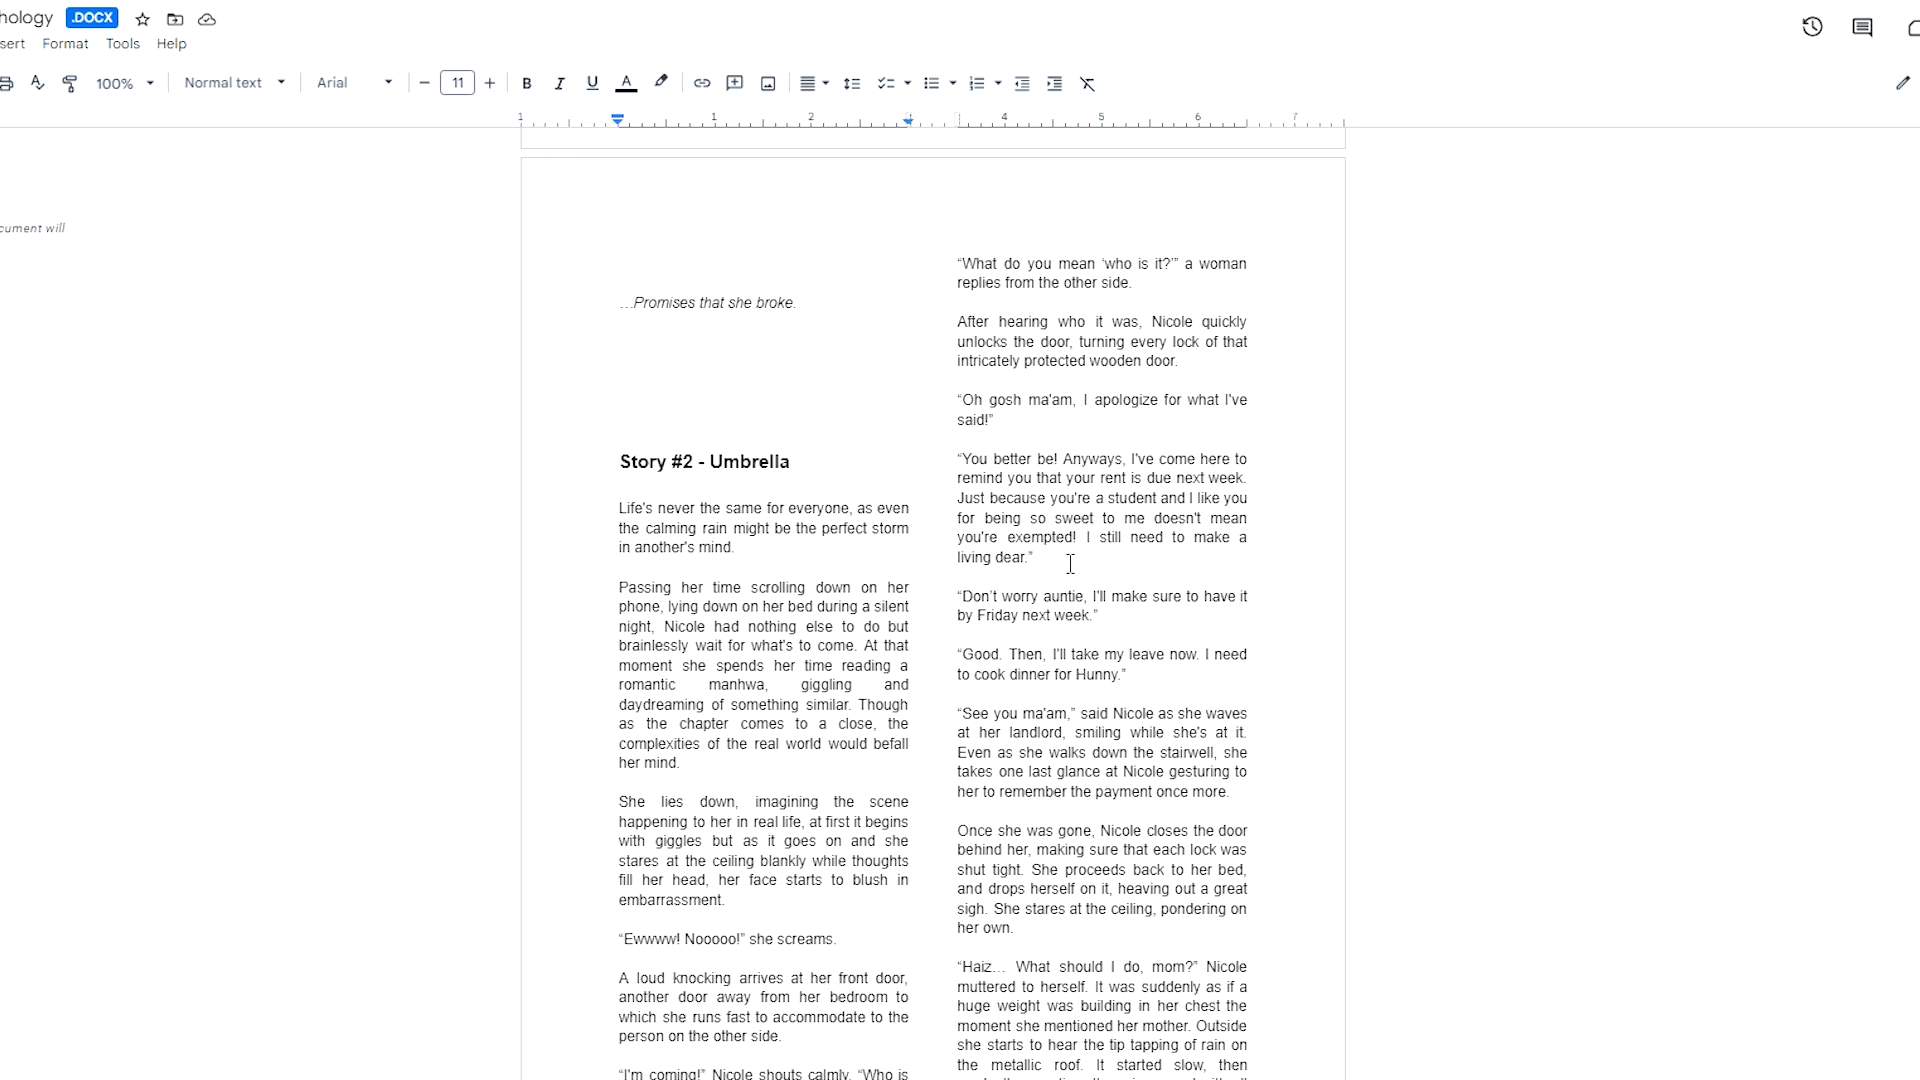 hology .DOCX
sert Format Tools Help
100% Normal text Arial 11
1 1 2 4 5 6 7
cument will
…Promises that she broke.
Story #2 - Umbrella
Life's never the same for everyone, as even
the calming rain might be the perfect storm
in another's mind.
Passing her time scrolling down on her
phone, lying down on her bed during a silent
night, Nicole had nothing else to do but
brainlessly wait for what's to come. At that
moment she spends her time reading a
romantic manhwa, giggling and
daydreaming of something similar. Though
as the chapter comes to a close, the
complexities of the real world would befall
her mind.
She lies down, imagining the scene
happening to her in real life, at first it begins
with giggles but as it goes on and she
stares at the ceiling blankly while thoughts
fill her head, her face starts to blush in
embarrassment.
“Ewwww! Nooooo!” she screams.
A loud knocking arrives at her front door,
another door away from her bedroom to
which she runs fast to accommodate to the
person on the other side.
“I'm coming!” Nicole shouts calmly. “Who is
“What do you mean ‘who is it?’” a woman
replies from the other side.
After hearing who it was, Nicole quickly
unlocks the door, turning every lock of that
intricately protected wooden door.
“Oh gosh ma'am, I apologize for what I've
said!”
“You better be! Anyways, I've come here to
remind you that your rent is due next week.
Just because you're a student and I like you
for being so sweet to me doesn't mean
you're exempted! I still need to make a
living dear.”
“Don't worry auntie, I'll make sure to have it
by Friday next week.”
“Good. Then, I'll take my leave now. I need
to cook dinner for Hunny.”
“See you ma'am,” said Nicole as she waves
at her landlord, smiling while she's at it.
Even as she walks down the stairwell, she
takes one last glance at Nicole gesturing to
her to remember the payment once more.
Once she was gone, Nicole closes the door
behind her, making sure that each lock was
shut tight. She proceeds back to her bed,
and drops herself on it, heaving out a great
sigh. She stares at the ceiling, pondering on
her own.
“Haiz… What should I do, mom?” Nicole
muttered to herself. It was suddenly as if a
huge weight was building in her chest the
moment she mentioned her mother. Outside
she starts to hear the tip tapping of rain on
the metallic roof. It started slow, then